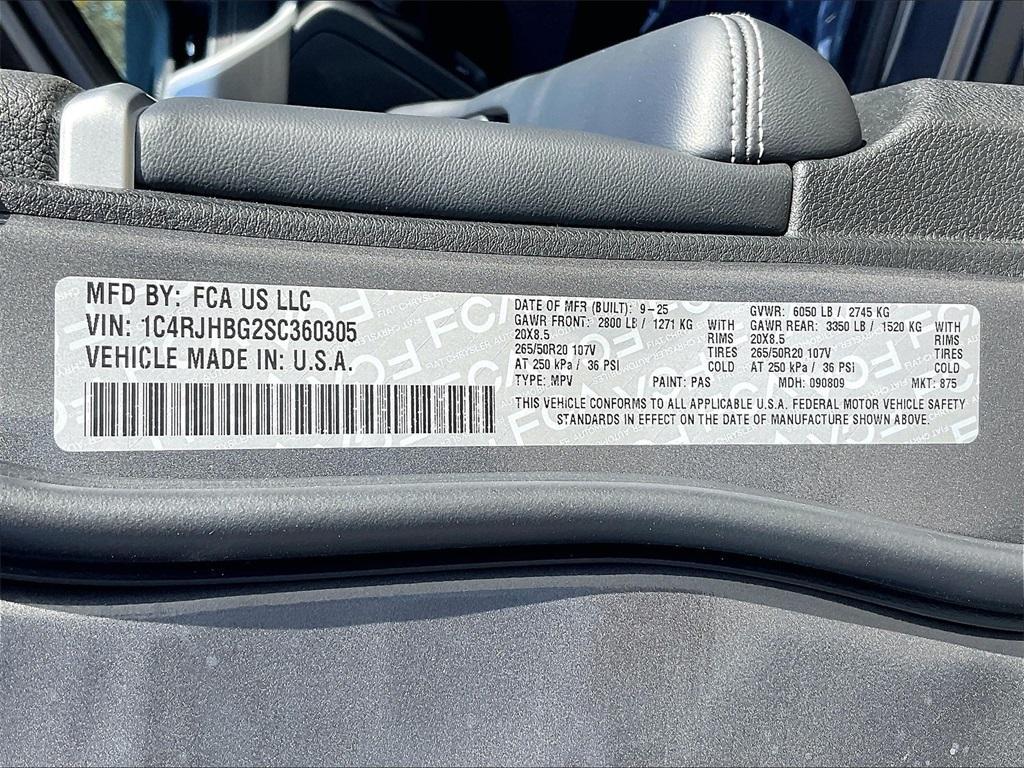 MFD BY: FCA US LLC
VIN: 1C4RJHBG2SC360305
VEHICLE MADE IN: U.S.A.
DATE OF MFR (BUILT): 9-25 GVWR: 6050 LB / 2745 KG
GAWR FRONT: 2800 LB / 1271 KG WITH GAWR REAR: 3350 LB / 1520 KG WITH
20X8.5 RIMS 20X8.5 RIMS
265/50R20 107V TIRES 265/50R20 107V TIRES
AT 250 kPa / 36 PSI COLD AT 250 kPa / 36 PSI COLD
TYPE: MPV PAINT: PAS MDH: 090809 MKT: 875
THIS VEHICLE CONFORMS TO ALL APPLICABLE U.S.A. FEDERAL MOTOR VEHICLE SAFETY
STANDARDS IN EFFECT ON THE DATE OF MANUFACTURE SHOWN ABOVE.